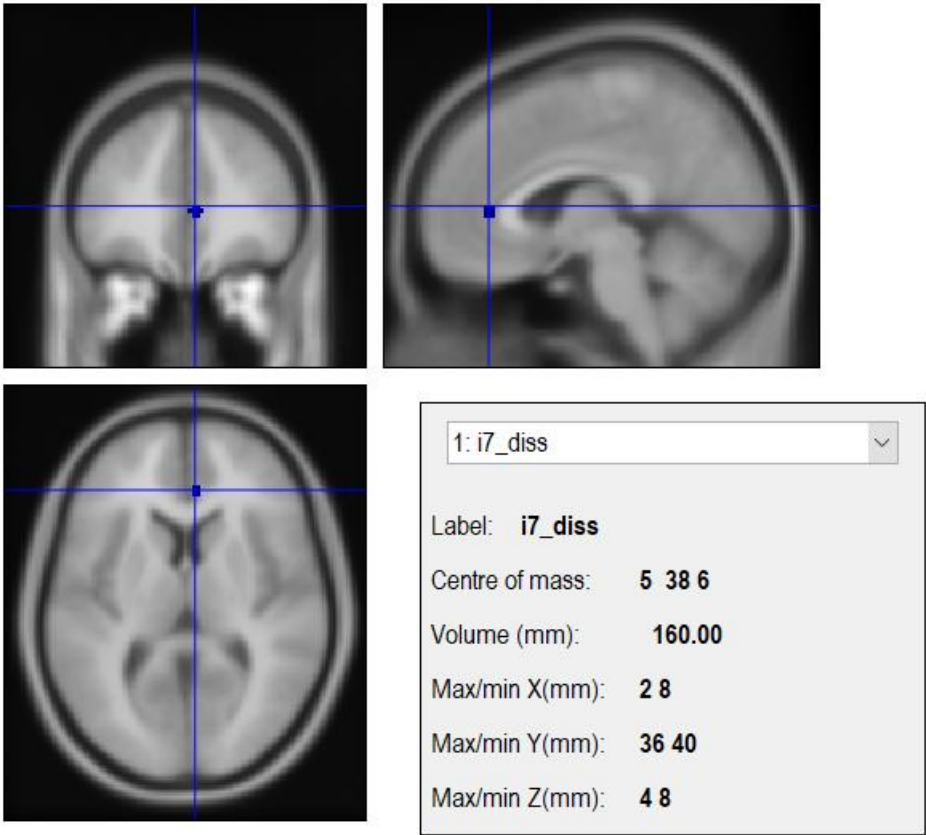 1: i7_diss
Label: i7_diss
Centre of mass: 5 38 6
Volume (mm): 160.00
Max/min X(mm): 2 8
Max/min Y(mm): 36 40
Max/min Z(mm): 4 8